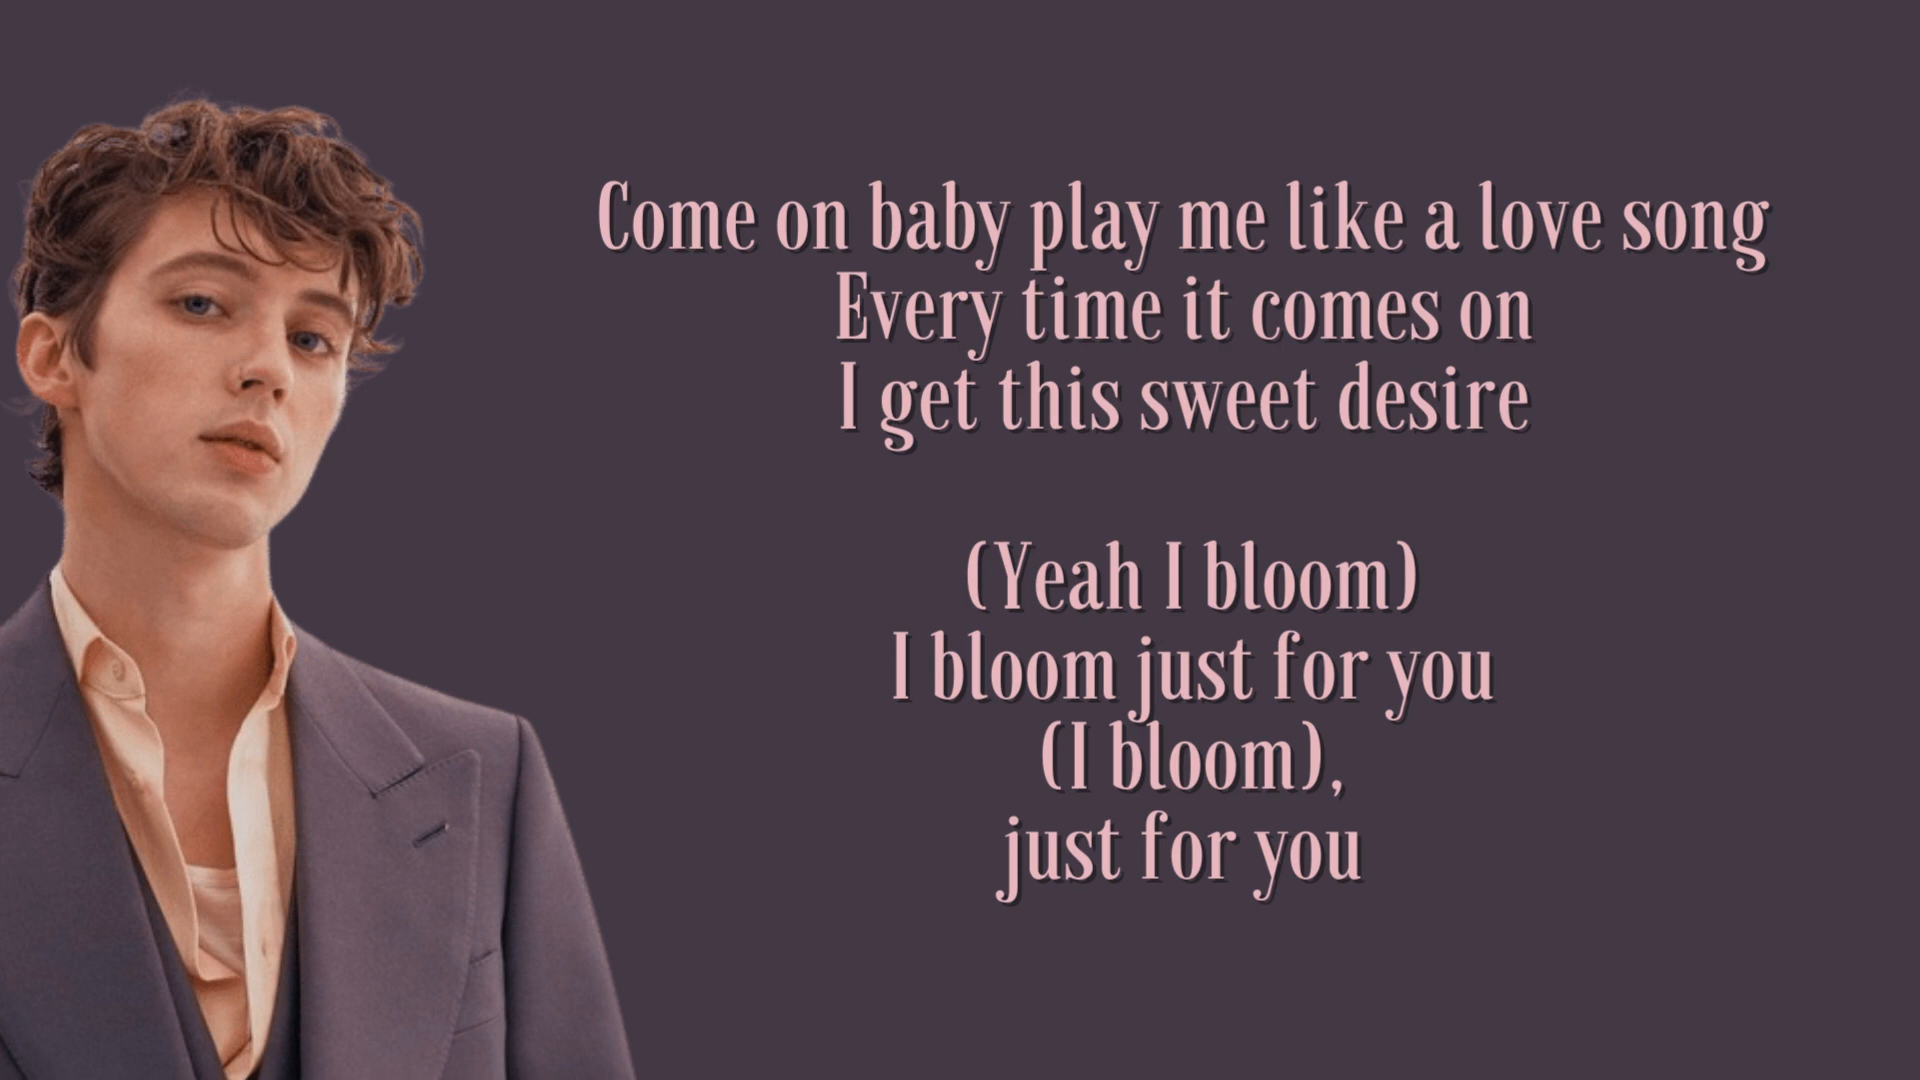 Come on baby play me like a love song
Every time it comes on
I get this sweet desire
(Yeah I bloom)
I bloom just for you
(I bloom),
just for you